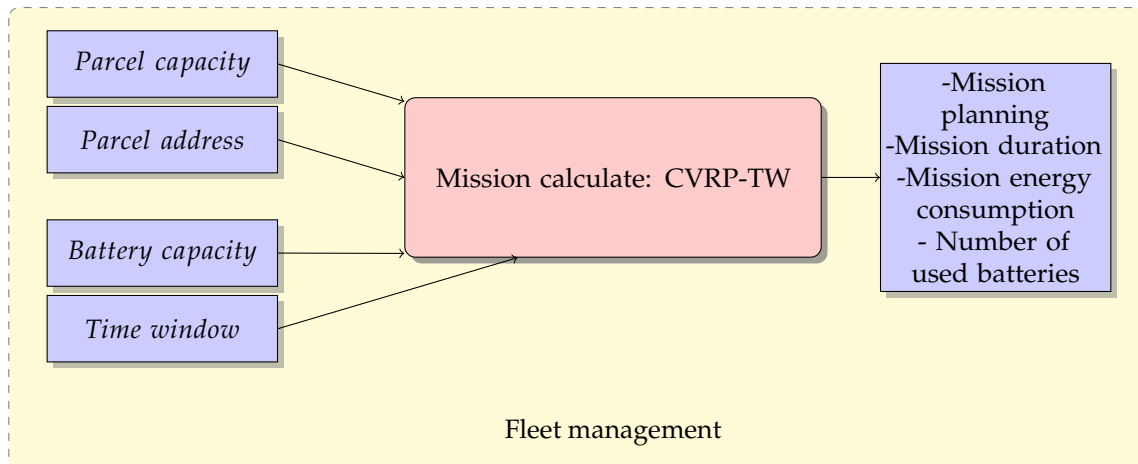 Parcel capacity
Parcel address
Battery capacity
Time window
Mission calculate: CVRP-TW
-Mission
planning
-Mission duration
-Mission energy
consumption
- Number of
used batteries
Fleet management